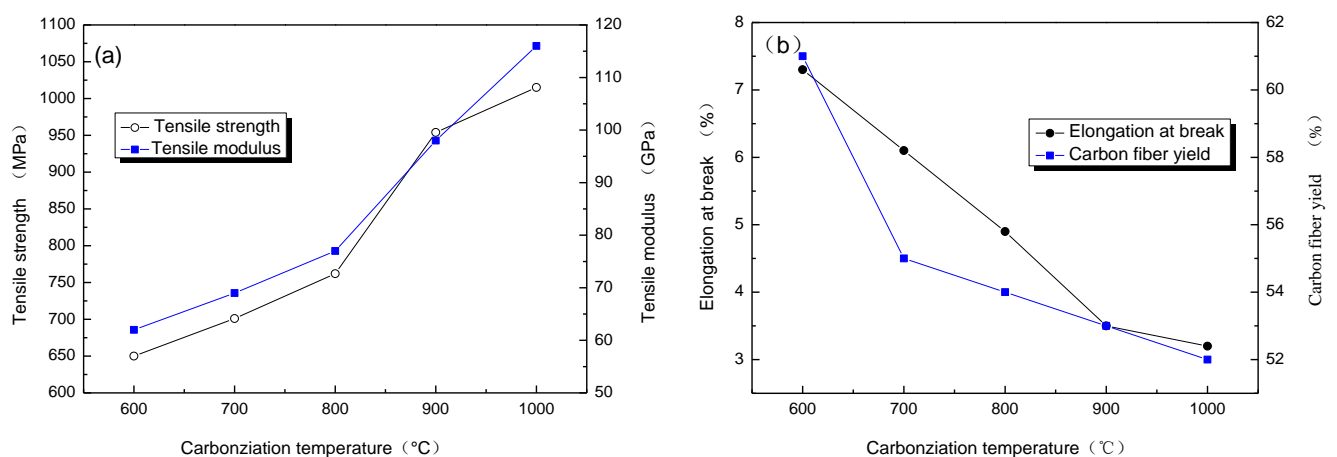 (a)
Tensile strength
Tensile modulus
1100
1050
1000
950
900
850
800
750
700
650
600
Tensile strength （MPa）
120
110
100
90
80
70
60
50
Tensile modulus （GPa）
600 700 800 900 1000
Carbonziation temperature（°C）
（b）
Elongation at break
Carbon fiber yield
8
7
6
5
4
3
Elongation at break （%）
62
60
58
56
54
52
Carbon fiber yield （%）
600 700 800 900 1000
Carbonziation temperature（℃）